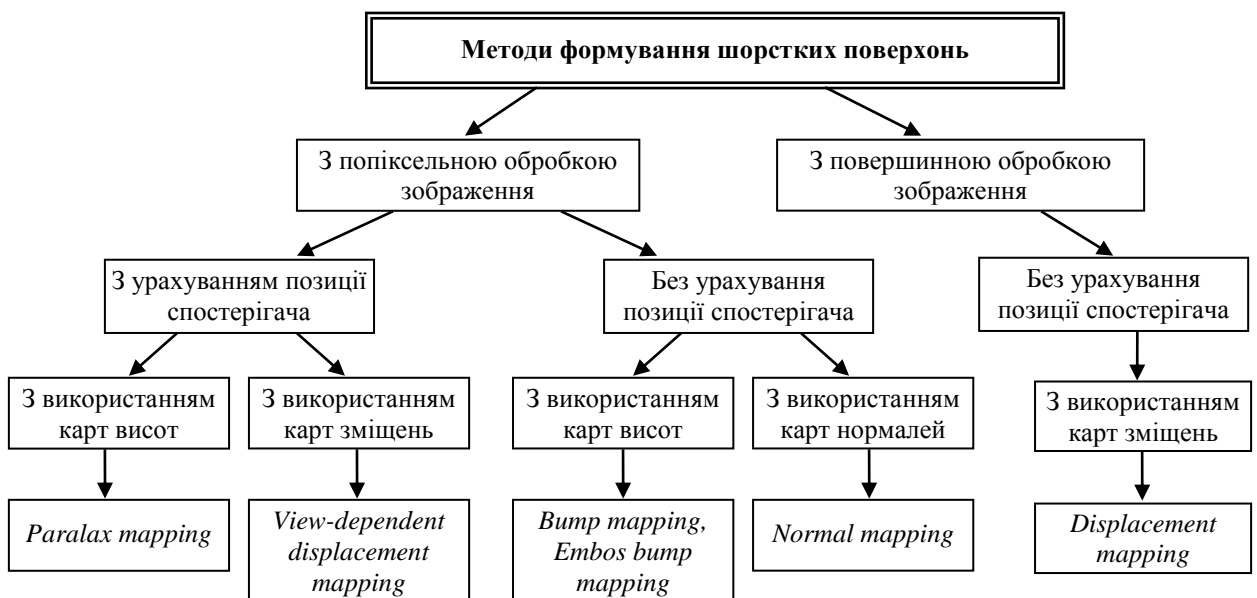 Методи формування шорстких поверхонь
З попіксельною обробкою
зображення
З повершинною обробкою
зображення
З урахуванням позиції
спостерігача
Без урахування
позиції спостерігача
Без урахування
позиції спостерігача
З використанням
карт висот
З використанням
карт зміщень
З використанням
карт висот
З використанням
карт нормалей
З використанням
карт зміщень
Paralax mapping
View-dependent
displacement
mapping
Bump mapping,
Embos bump
mapping
Normal mapping
Displacement
mapping